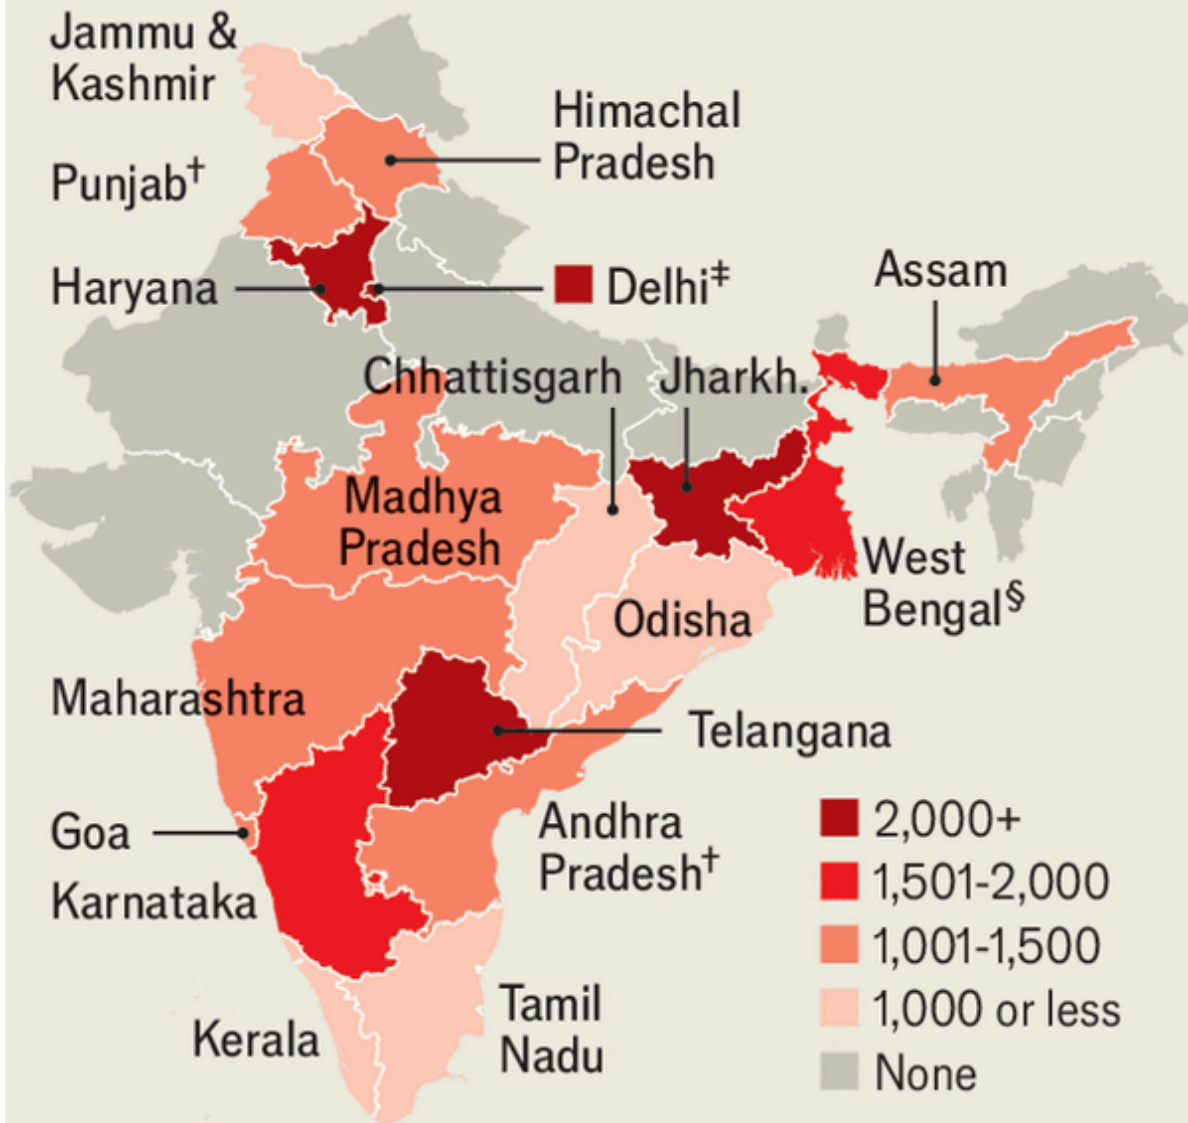 Jammu &
Kashmir
Himachal
Pradesh
Punjab†
Haryana
Delhi‡
Assam
Chhattisgarh
Jharkh.
Madhya
Pradesh
West
Bengal§
Odisha
Maharashtra
Telangana
Goa
Andhra
Pradesh†
Karnataka
Kerala
Tamil
Nadu
2,000+
1,501-2,000
1,001-1,500
1,000 or less
None